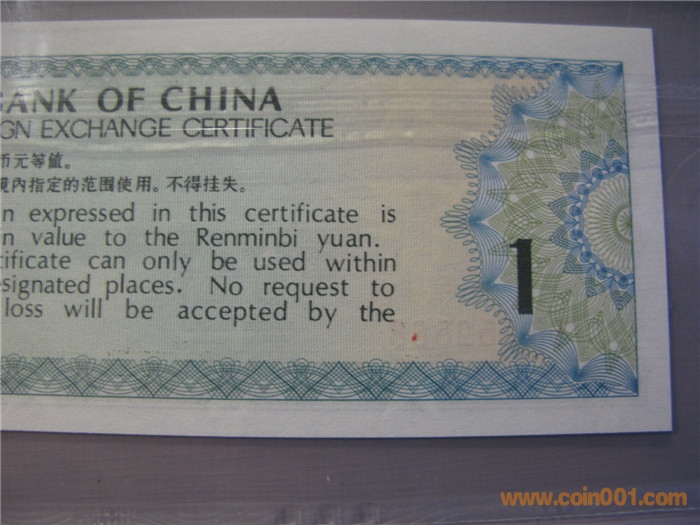 BANK OF CHINA
GN EXCHANGE CERTIFICATE
币元等值。
境内指定的范围使用。不得挂失。
n expressed in this certificate is
n value to the Renminbi yuan.
tificate can only be used within
esignated places. No request to
loss will be accepted by the
1
www.coin001.com